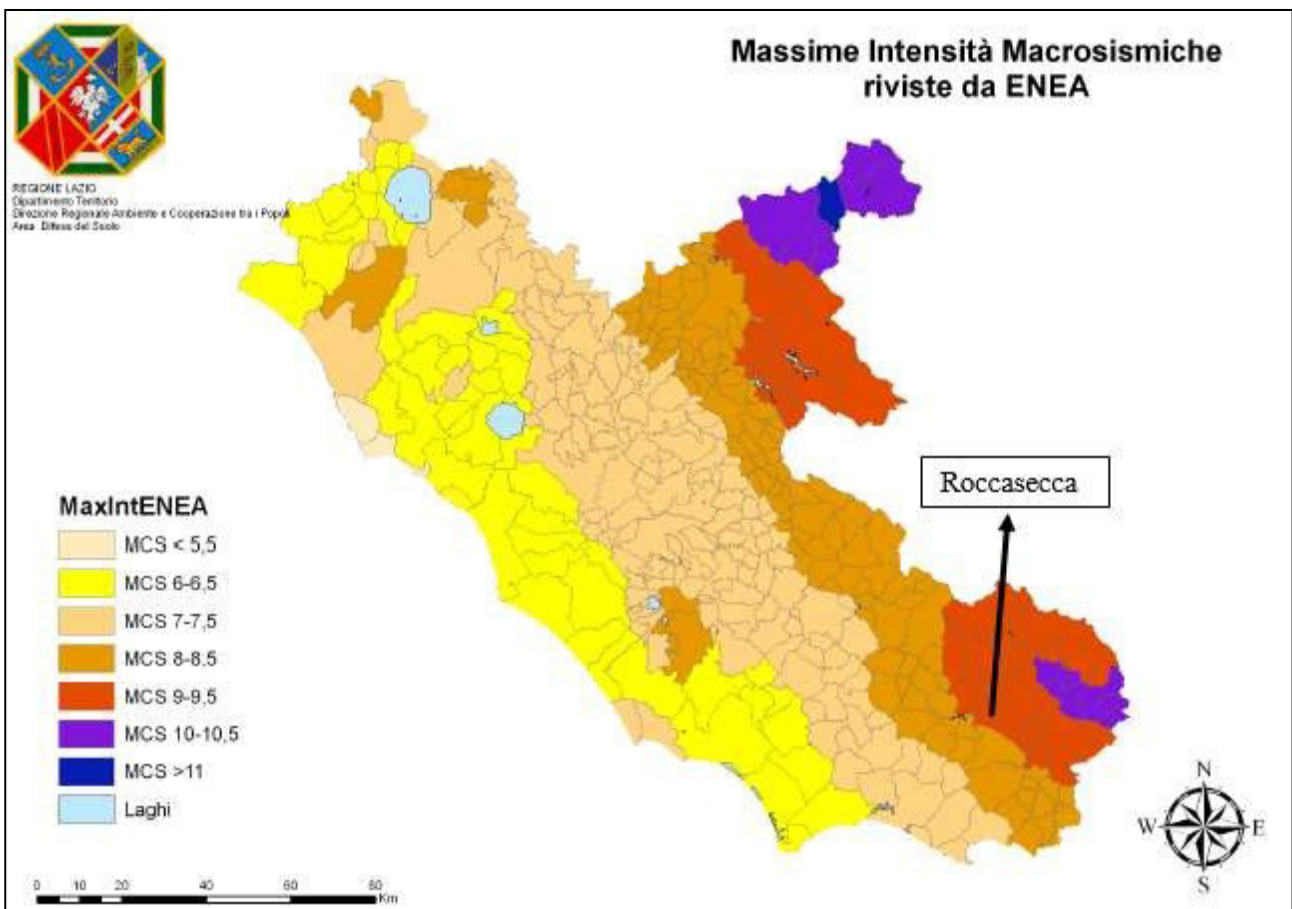 Massime Intensità Macrosismiche
riviste da ENEA
REGIONE LAZIO
Dipartimento Territorio
Direzione Regionale Ambiente e Cooperazione tra i Popoli
Area Difesa del Suolo
Roccasecca
MaxIntENEA
MCS < 5,5
MCS 6-6,5
MCS 7-7,5
MCS 8-8,5
MCS 9-9,5
MCS 10-10,5
MCS >11
Laghi
N
W E
S
0 10 20 40 60 80
Km